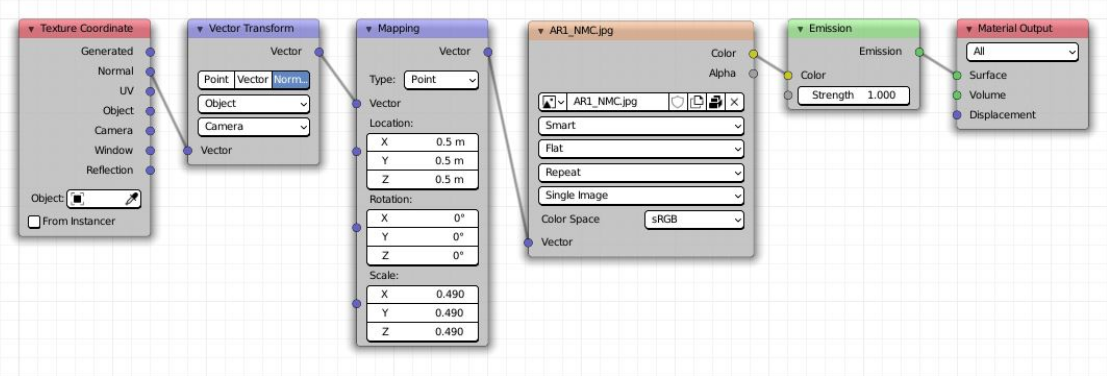 Texture Coordinate
Generated
Normal
UV
Object
Camera
Window
Reflection
Object:
From Instancer
Vector Transform
Vector
Point Vector Norm...
Object
Camera
Vector
Mapping
Vector
Type: Point
Vector
Location:
X 0.5 m
Y 0.5 m
Z 0.5 m
Rotation:
X 0°
Y 0°
Z 0°
Scale:
X 0.490
Y 0.490
Z 0.490
AR1_NMC.jpg
Color
Alpha
AR1_NMC.jpg
Smart
Flat
Repeat
Single Image
Color Space sRGB
Vector
Emission
Emission
Color
Strength 1.000
Material Output
All
Surface
Volume
Displacement